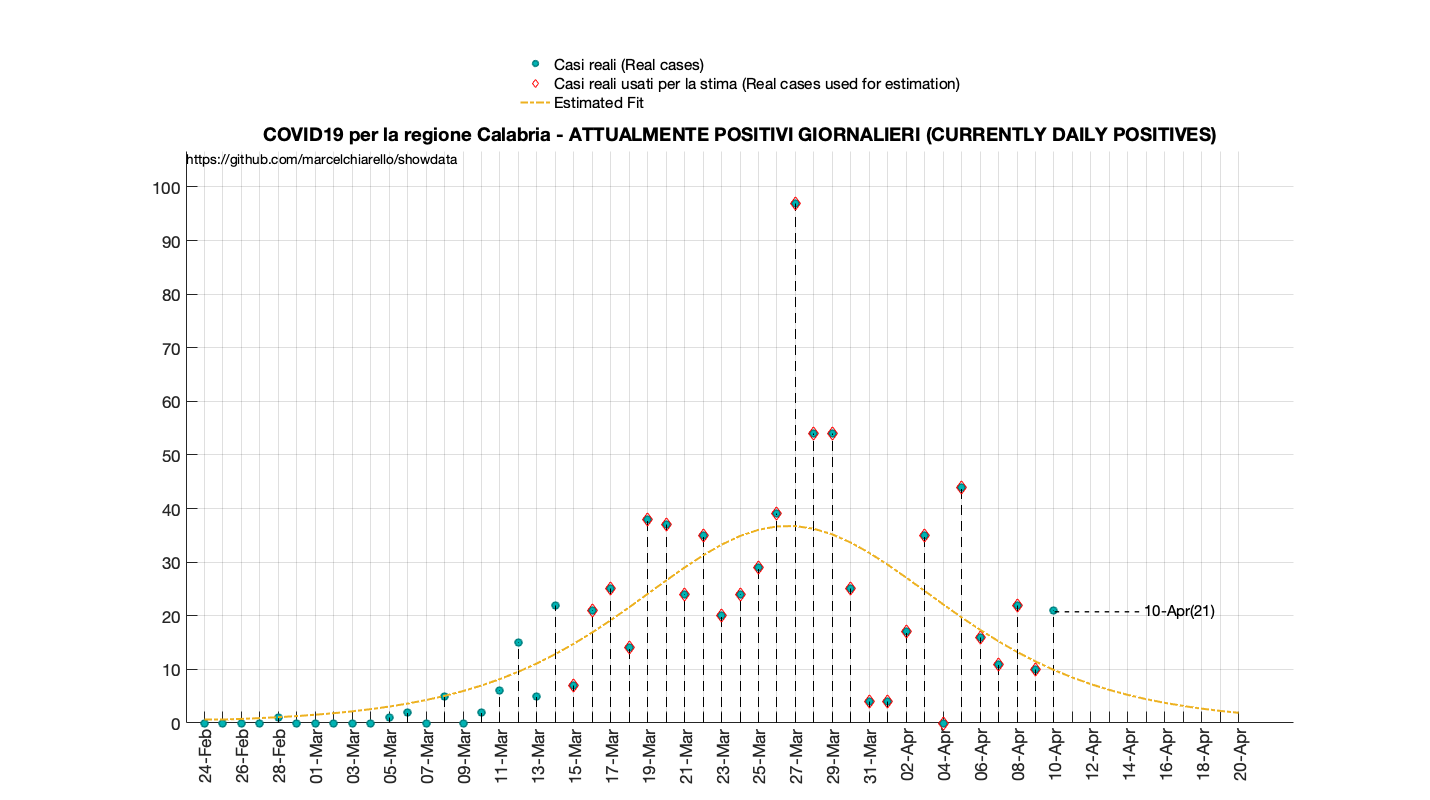 Casi reali (Real cases)
Casi reali usati per la stima (Real cases used for estimation)
Estimated Fit
COVID19 per la regione Calabria - ATTUALMENTE POSITIVI GIORNALIERI (CURRENTLY DAILY POSITIVES)
https://github.com/marcelchiarello/showdata
100
90
80
70
60
50
40
30
20
10
0
10-Apr(21)
24-Feb
26-Feb
28-Feb
01-Mar
03-Mar
05-Mar
07-Mar
09-Mar
11-Mar
13-Mar
15-Mar
17-Mar
19-Mar
21-Mar
23-Mar
25-Mar
27-Mar
29-Mar
31-Mar
02-Apr
04-Apr
06-Apr
08-Apr
10-Apr
12-Apr
14-Apr
16-Apr
18-Apr
20-Apr